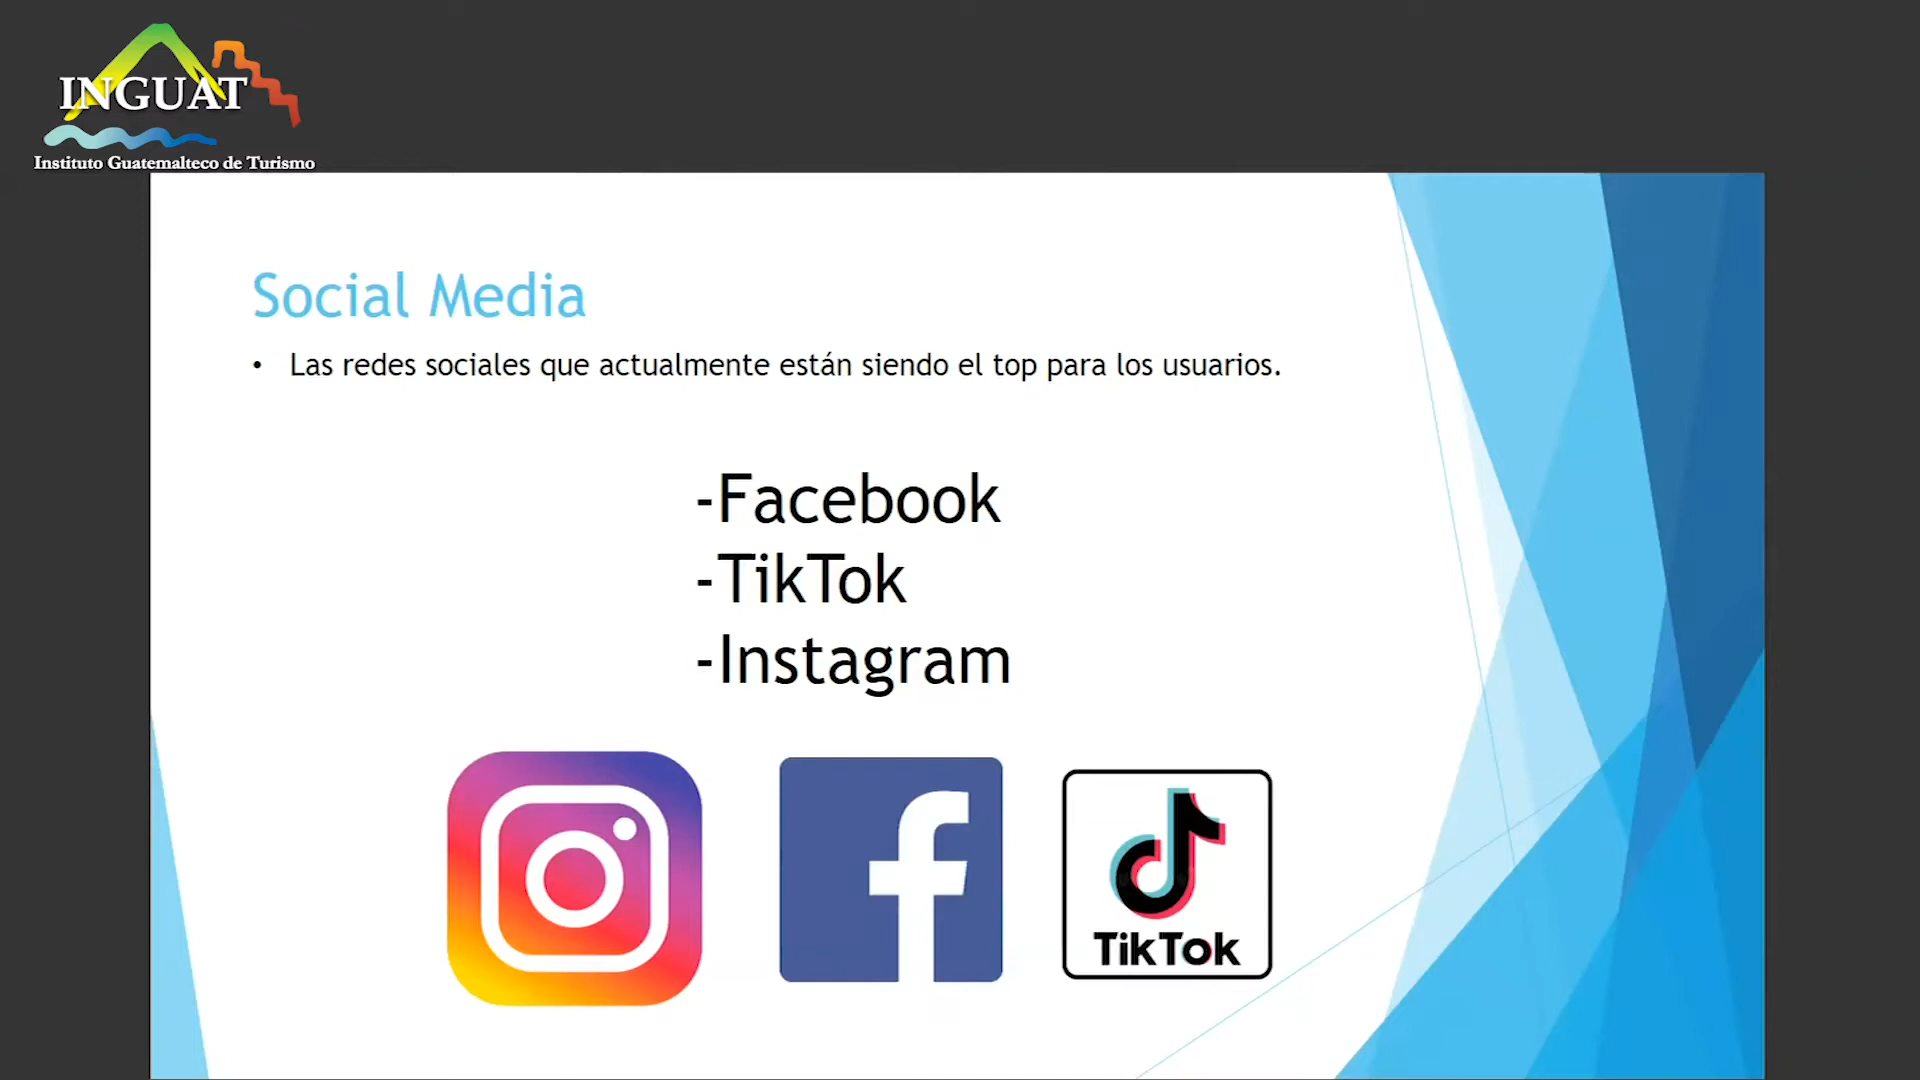 INGUAT
Instituto Guatemalteco de Turismo
Social Media
• Las redes sociales que actualmente están siendo el top para los usuarios.
-Facebook
-TikTok
-Instagram
TikTok